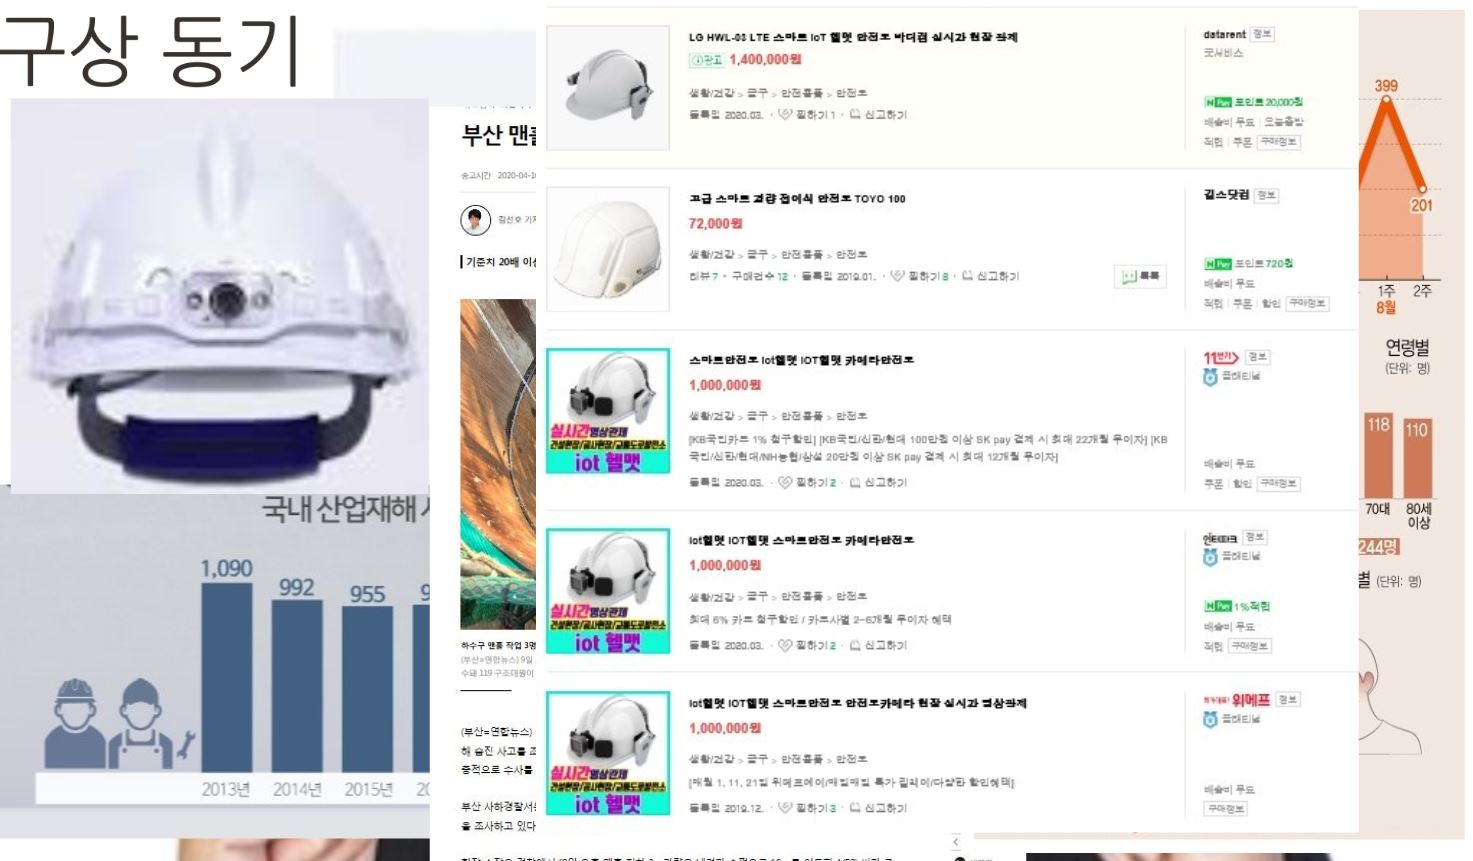 구상 동기
국내 산업재해 사
1,090
992
955
9
2013년
2014년
2015년
20
부산 맨홀
송고시간 2020-04-10
김선호 기자
기준치 20배 이상
하수구 맨홀 작업 3명
(부산=연합뉴스) 9일
수돼 119 구조대원이
(부산=연합뉴스)
해 숨진 사고를 조
중적으로 수사를
부산 사하경찰서는
을 조사하고 있다
LG HWL-03 LTE 스마트 IoT 헬멧 안전모 바디캠 실시간 현장 관제
광고 1,400,000원
생활/건강 > 공구 > 안전용품 > 안전모
등록일 2020.03. · 찜하기 1 · 신고하기
datarent 정보
굿서비스
N Pay 포인트 20,000원
배송비 무료 | 오늘출발
적립 | 쿠폰 | 구매정보
고급 스마트 경량 접이식 안전모 TOYO 100
72,000원
생활/건강 > 공구 > 안전용품 > 안전모
리뷰 7 · 구매건수 12 · 등록일 2019.01. · 찜하기 8 · 신고하기
톡톡
길스닷컴 정보
N Pay 포인트 720원
배송비 무료
적립 | 쿠폰 | 할인 | 구매정보
스마트안전모 Iot헬멧 IOT헬멧 카메라안전모
1,000,000원
생활/건강 > 공구 > 안전용품 > 안전모
[KB국민카드 1% 청구할인] [KB국민/신한/현대 100만원 이상 SK pay 결제 시 최대 22개월 무이자] [KB
국민/신한/현대/NH농협/삼성 20만원 이상 SK pay 결제 시 최대 12개월 무이자]
등록일 2020.03. · 찜하기 2 · 신고하기
실시간영상관제
건설현장/공사현장/교통도로발전소
iot 헬멧
11번가 정보
플래티넘
배송비 무료
쿠폰 | 할인 | 구매정보
Iot헬멧 IOT헬멧 스마트안전모 카메라안전모
1,000,000원
생활/건강 > 공구 > 안전용품 > 안전모
최대 6% 카드 청구할인 / 카드사별 2~6개월 무이자 혜택
등록일 2020.03. · 찜하기 2 · 신고하기
실시간영상관제
건설현장/공사현장/교통도로발전소
iot 헬멧
인터파크 정보
플래티넘
N Pay 1%적립
배송비 무료
적립 | 구매정보
Iot헬멧 IOT헬멧 스마트안전모 안전모카메라 현장 실시간 영상관제
1,000,000원
생활/건강 > 공구 > 안전용품 > 안전모
[매월 1, 11, 21일 위메프데이/매일매일 특가 릴레이/다양한 할인혜택]
등록일 2019.12. · 찜하기 3 · 신고하기
실시간영상관제
건설현장/공사현장/교통도로발전소
iot 헬멧
위메프 정보
플래티넘
배송비 무료
구매정보
399
201
1주
2주
8월
연령별
(단위: 명)
118
110
70대
80세
이상
244명
별 (단위: 명)